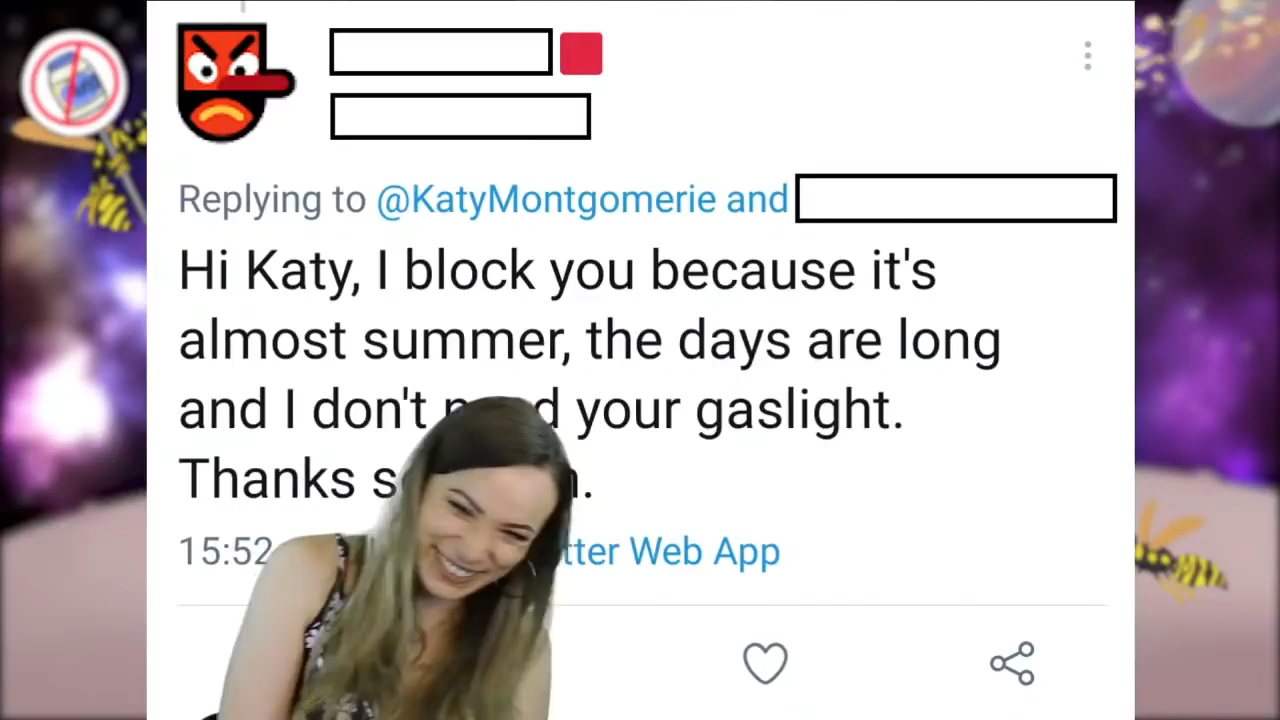 Replying to @KatyMontgomerie and
Hi Katy, I block you because it's
almost summer, the days are long
and I don't your gaslight.
Thanks
15:52 Web App